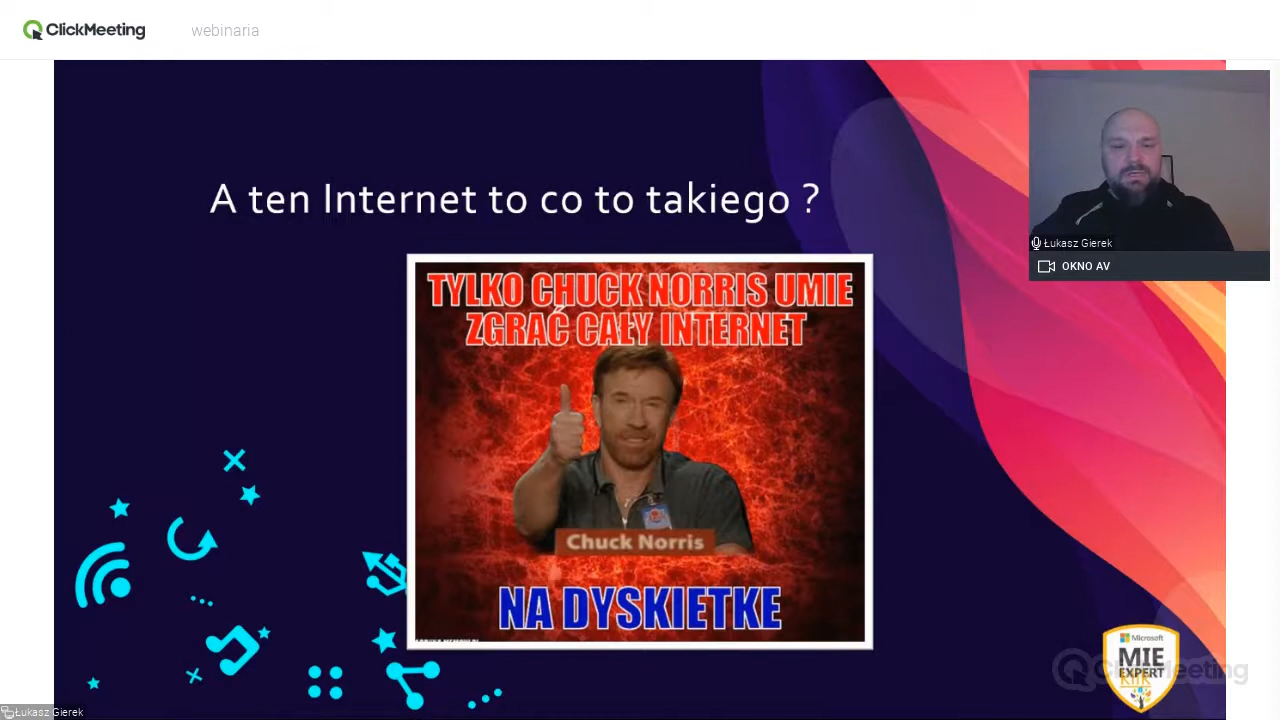 ClickMeeting
webinaria
A ten Internet to co to takiego ?
Łukasz Gierek
OKNO AV
TYLKO CHUCK NORRIS UMIE
ZGRAĆ CAŁY INTERNET
Chuck Norris
NA DYSKIETKE
Microsoft
MIE
EXPERT
ClickMeeting
Łukasz Gierek